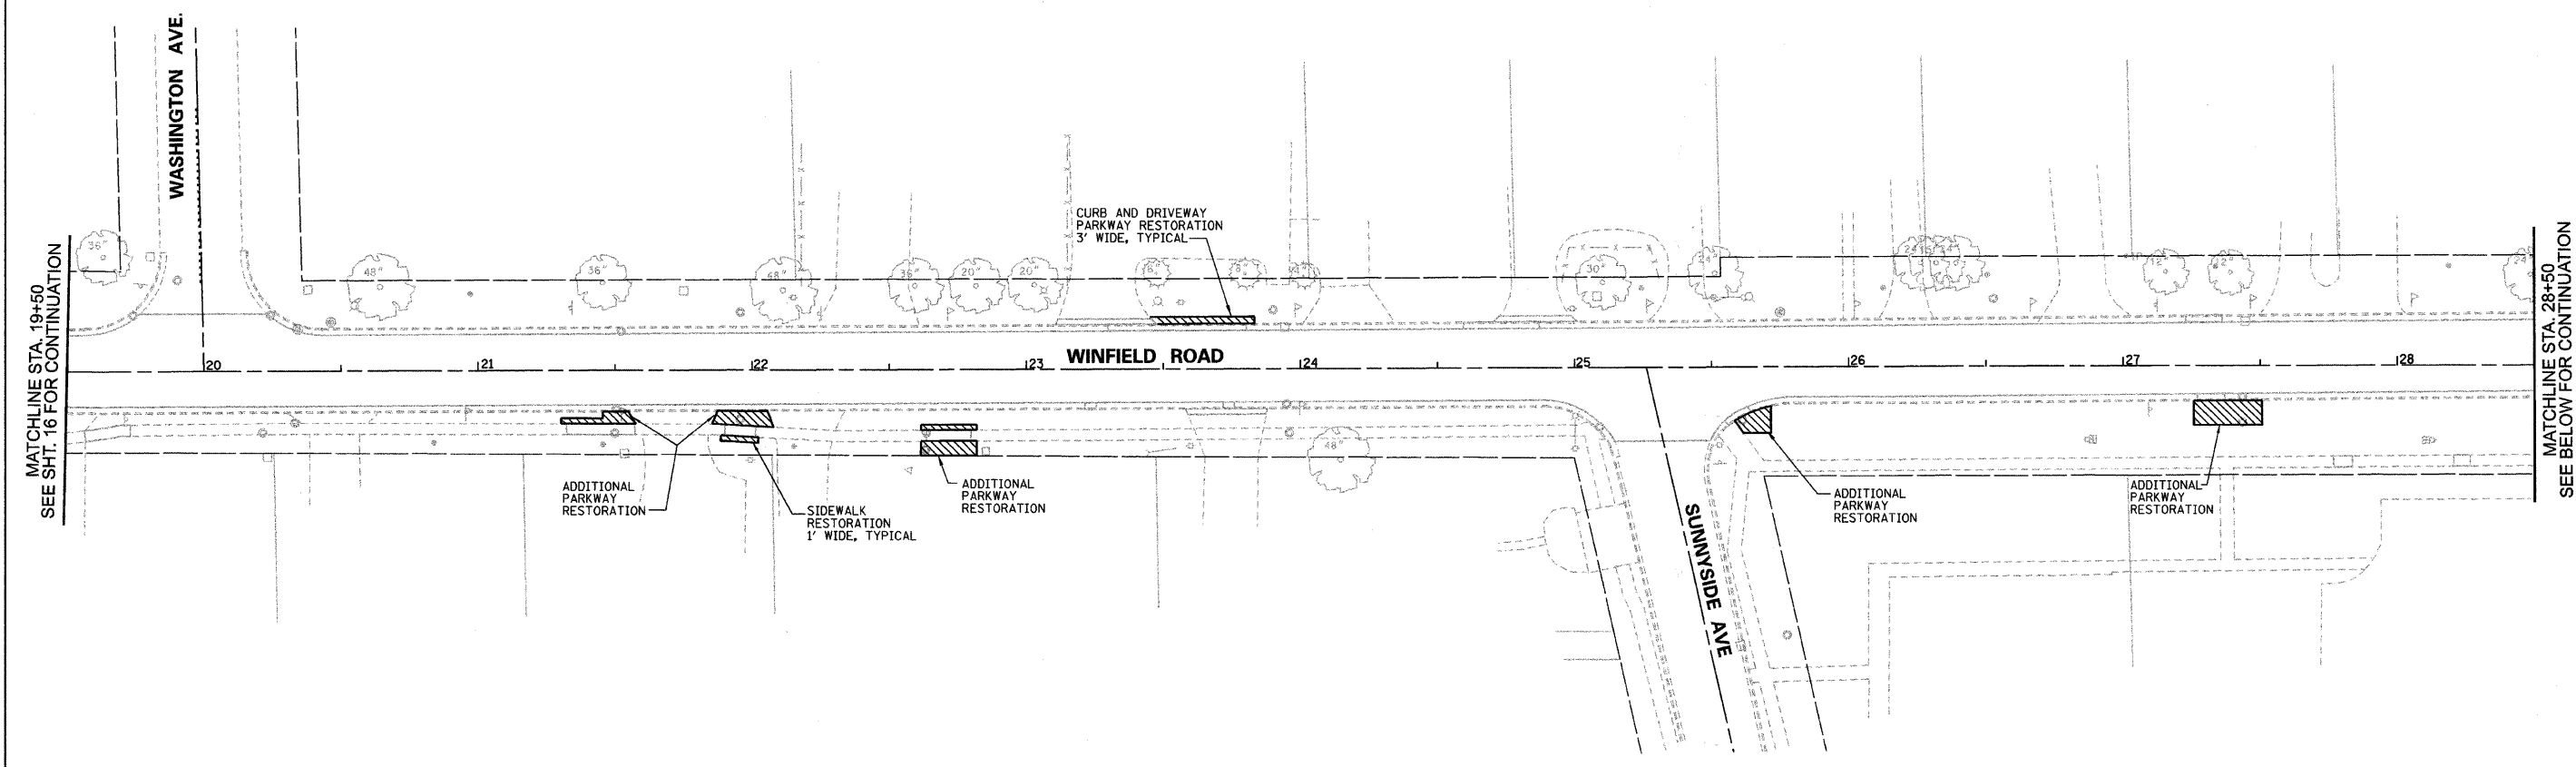 WASHINGTON AVE.
MATCHLINE STA. 19+50
SEE SHT. 16 FOR CONTINUATION
36"
48"
36"
48"
36"
20"
20"
CURB AND DRIVEWAY
PARKWAY RESTORATION
3' WIDE, TYPICAL
30"
24"
12"
24"
MATCHLINE STA. 28+50
SEE BELOW FOR CONTINUATION
WINFIELD ROAD
20
21
22
23
24
25
26
27
28
48"
ADDITIONAL
PARKWAY
RESTORATION
SIDEWALK
RESTORATION
1' WIDE, TYPICAL
ADDITIONAL
PARKWAY
RESTORATION
SUNNYSIDE AVE
ADDITIONAL
PARKWAY
RESTORATION
ADDITIONAL
PARKWAY
RESTORATION